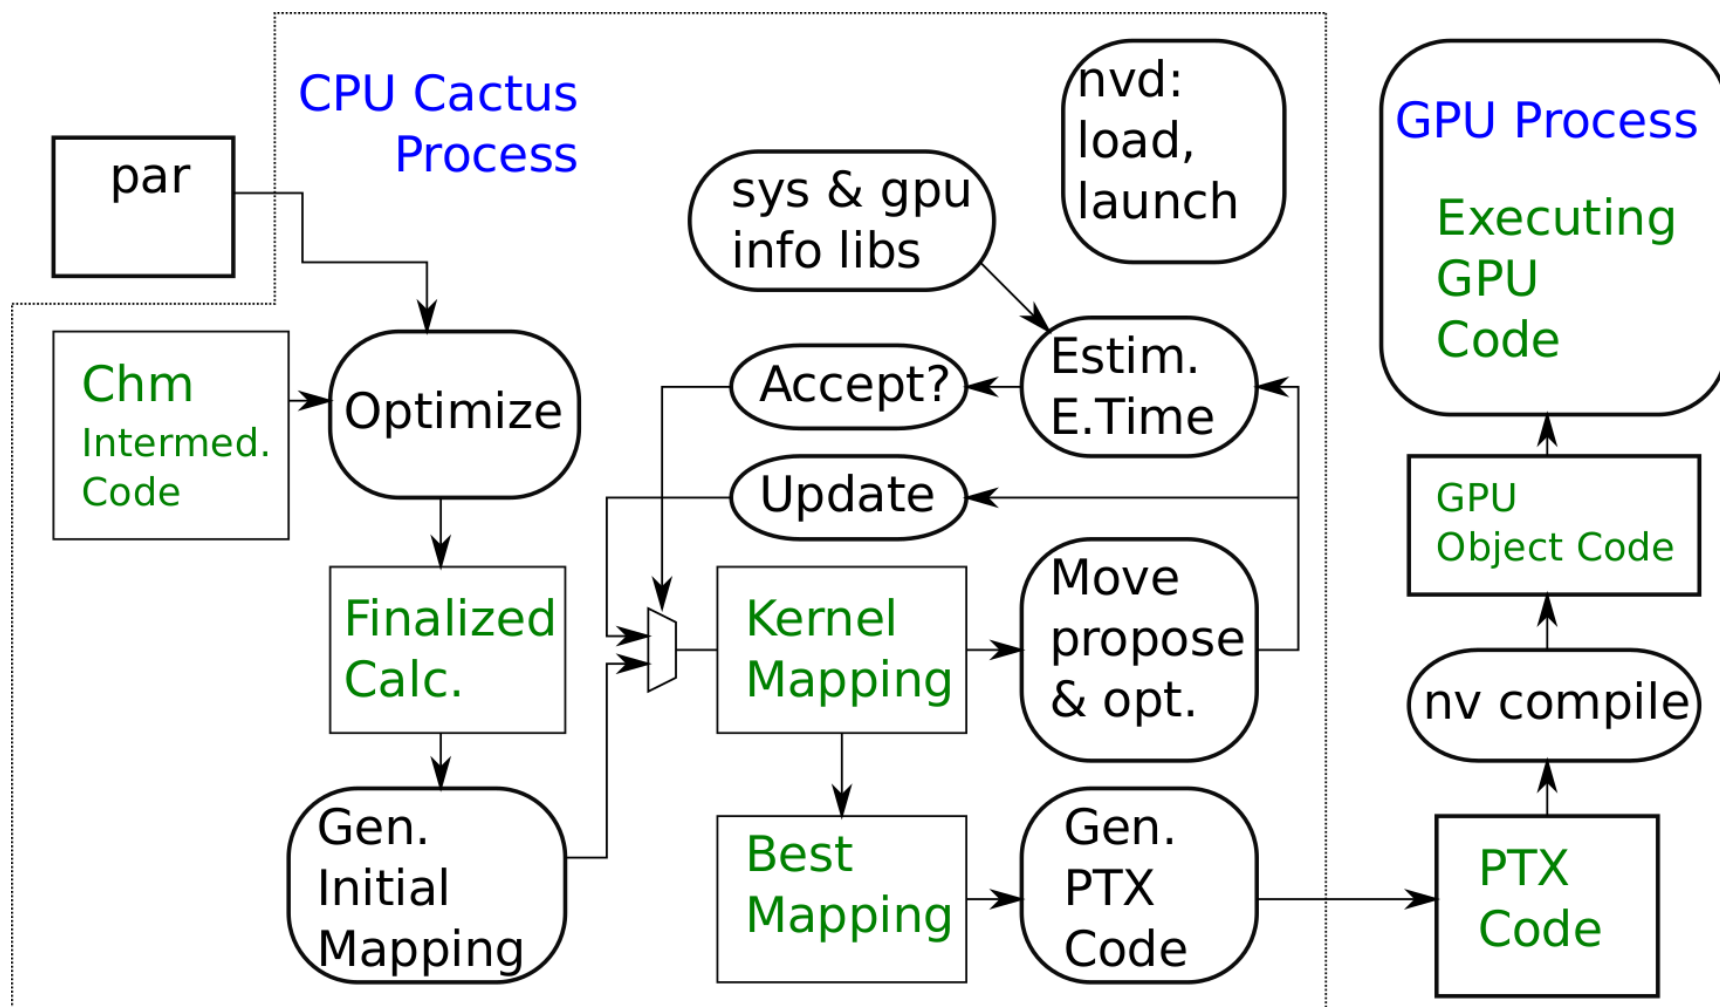 CPU Cactus
Process
par
Chm
Intermed.
Code
Optimize
Finalized
Calc.
Gen.
Initial
Mapping
sys & gpu
info libs
nvd:
load,
launch
Accept?
Estim.
E.Time
Update
Kernel
Mapping
Move
propose
& opt.
Best
Mapping
Gen.
PTX
Code
GPU Process
Executing
GPU
Code
GPU
Object Code
nv compile
PTX
Code